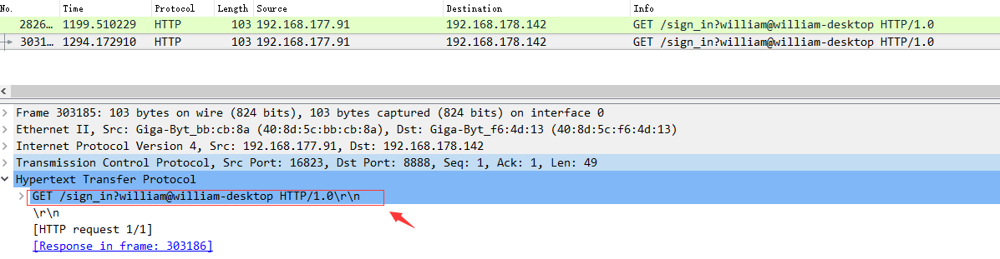 No. Time Protocol Length Source Destination Info
2826… 1199.510229 HTTP 103 192.168.177.91 192.168.178.142 GET /sign_in?william@william-desktop HTTP/1.0
3031… 1294.172910 HTTP 103 192.168.177.91 192.168.178.142 GET /sign_in?william@william-desktop HTTP/1.0
Frame 303185: 103 bytes on wire (824 bits), 103 bytes captured (824 bits) on interface 0
Ethernet II, Src: Giga-Byt_bb:cb:8a (40:8d:5c:bb:cb:8a), Dst: Giga-Byt_f6:4d:13 (40:8d:5c:f6:4d:13)
Internet Protocol Version 4, Src: 192.168.177.91, Dst: 192.168.178.142
Transmission Control Protocol, Src Port: 16823, Dst Port: 8888, Seq: 1, Ack: 1, Len: 49
Hypertext Transfer Protocol
GET /sign_in?william@william-desktop HTTP/1.0\r\n
\r\n
[HTTP request 1/1]
[Response in frame: 303186]